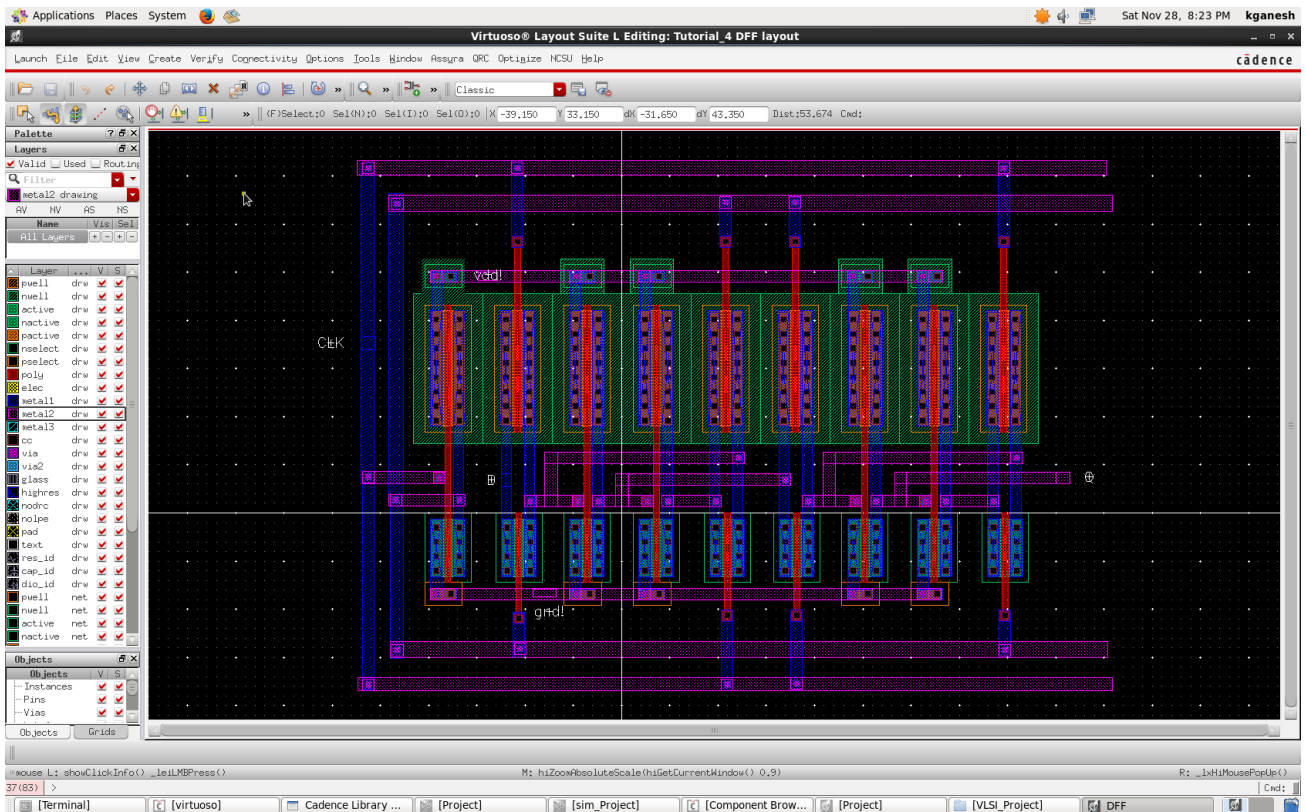 Applications Places System Sat Nov 28, 8:23 PM kganesh
Virtuoso® Layout Suite L Editing: Tutorial_4 DFF layout
Launch File Edit View Create Verify Connectivity Options Tools Window Assura QRC Optimize NCSU Help cādence
» » » Classic
» (F)Select:0 Sel(N):0 Sel(I):0 Sel(O):0 X -39.150 Y 33.150 dX -31.650 dY 43.350 Dist:53.674 Cmd:
Palette
Layers
Valid Used Routing
Filter
metal2 drawing
AV NV AS NS
Name Vis Sel
All Layers + - + -
Layer ... V S
pwell drw
nwell drw
active drw
nactive drw
pactive drw
nselect drw
pselect drw
poly drw
elec drw
metal1 drw
metal2 drw
metal3 drw
cc drw
via drw
via2 drw
glass drw
highres drw
nodrc drw
nolpe drw
pad drw
text drw
res_id drw
cap_id drw
dio_id drw
pwell net
nwell net
active net
nactive net
vdd!
CLK
D
Q
gnd!
Objects
Objects V S
Instances
Pins
Vias
Objects Grids
mouse L: showClickInfo() _leiLMBPress() M: hiZoomAbsoluteScale(hiGetCurrentWindow() 0.9) R: _lxHiMousePopUp()
37(83) > Cmd:
[Terminal] [virtuoso] Cadence Library ... [Project] [sim_Project] [Component Brow... [Project] [VLSI_Project] DFF